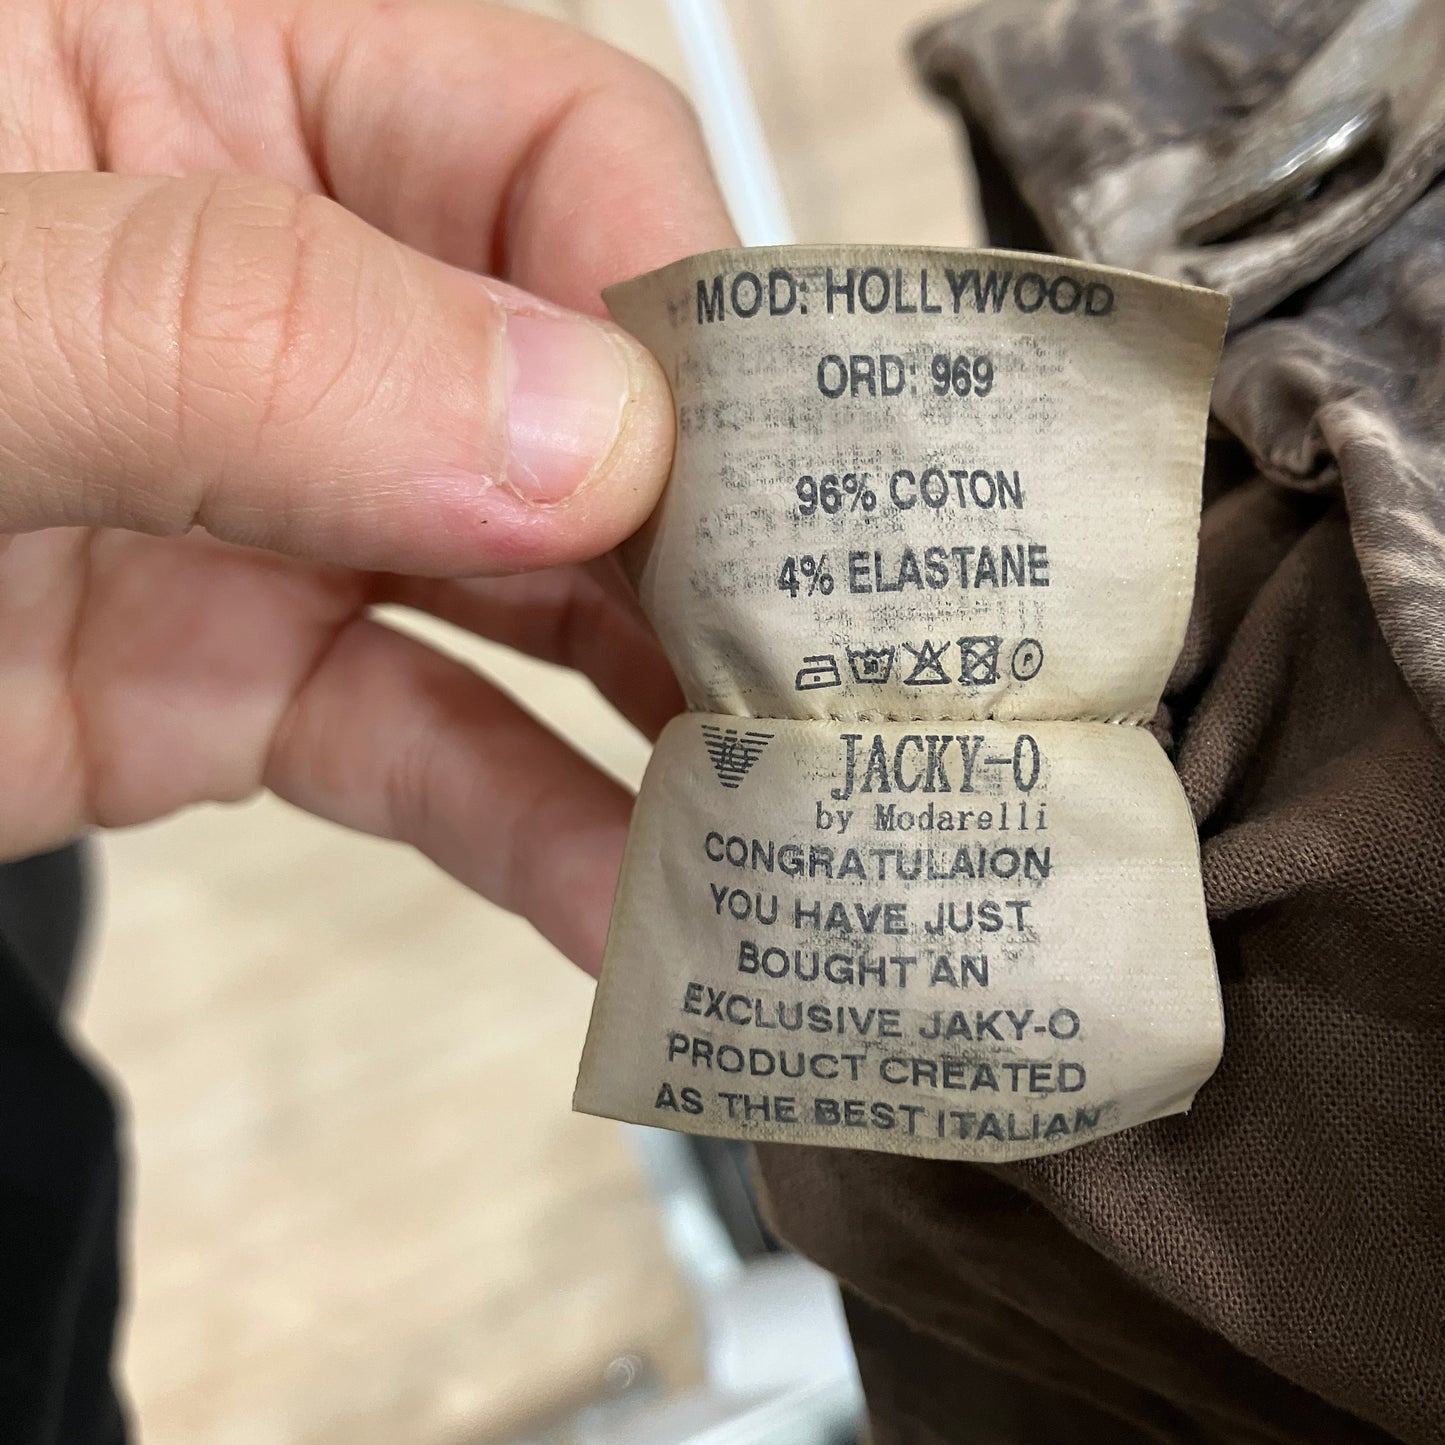 MOD: HOLLYWOOD
ORD: 969
96% COTON
4% ELASTANE
JACKY-O
by Modarelli
CONGRATULAION
YOU HAVE JUST
BOUGHT AN
EXCLUSIVE JAKY-O
PRODUCT CREATED
AS THE BEST ITALIAN